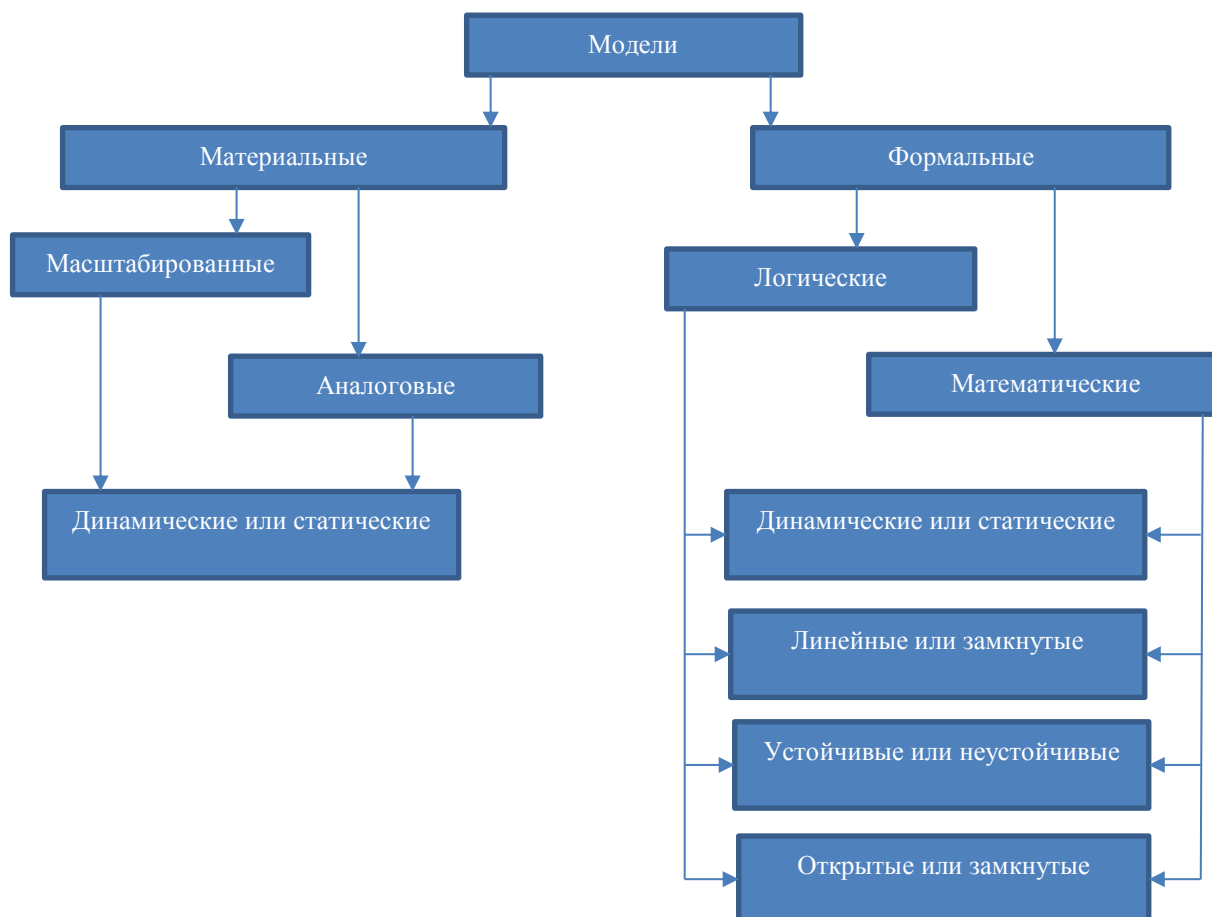 Модели
Материальные
Формальные
Масштабированные
Логические
Аналоговые
Математические
Динамические или статические
Динамические или статические
Линейные или замкнутые
Устойчивые или неустойчивые
Открытые или замкнутые